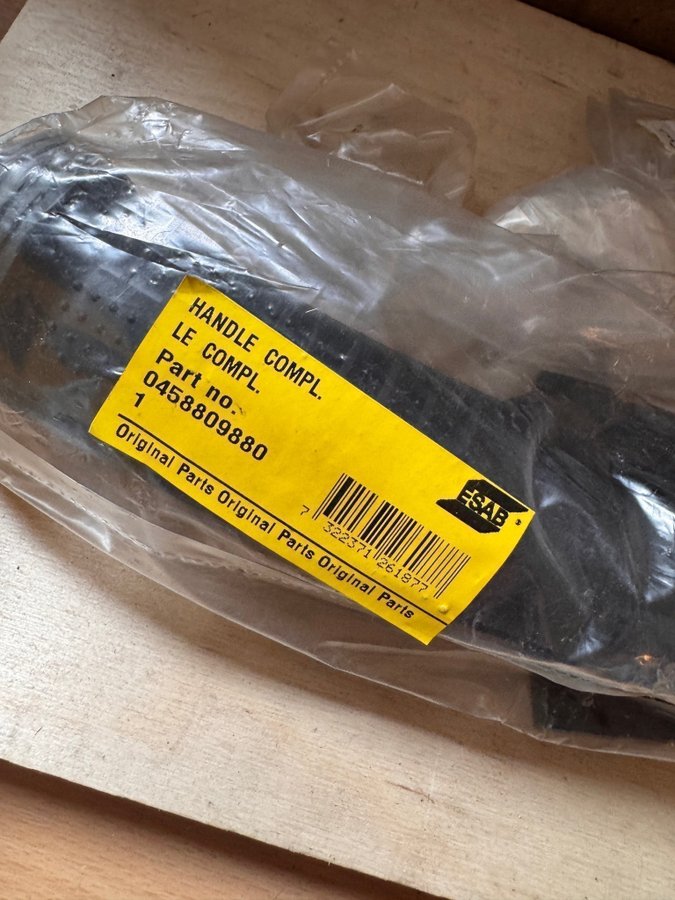 HANDLE COMPL.
LE COMPL.
Part no.
0458809880
1
Original Parts Original Parts Original Parts
ESAB
7 322371 261877